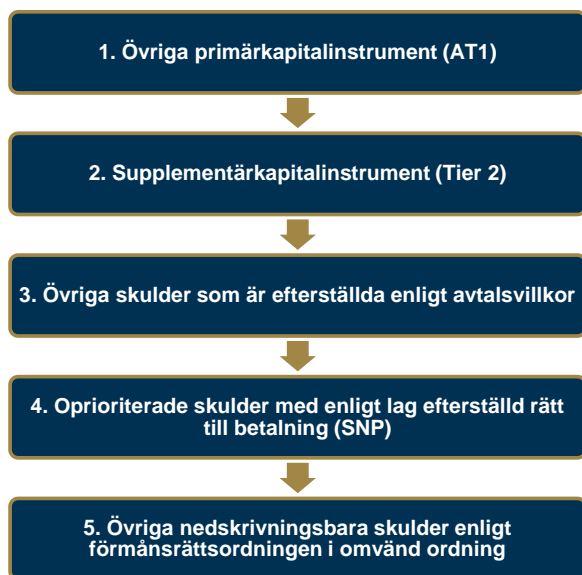 1. Övriga primärkapitalinstrument (AT1)
2. Supplementärkapitalinstrument (Tier 2)
3. Övriga skulder som är efterställda enligt avtalsvillkor
4. Oprioriterade skulder med enligt lag efterställd rätt
till betalning (SNP)
5. Övriga nedskrivningsbara skulder enligt
förmånsrättsordningen i omvänd ordning